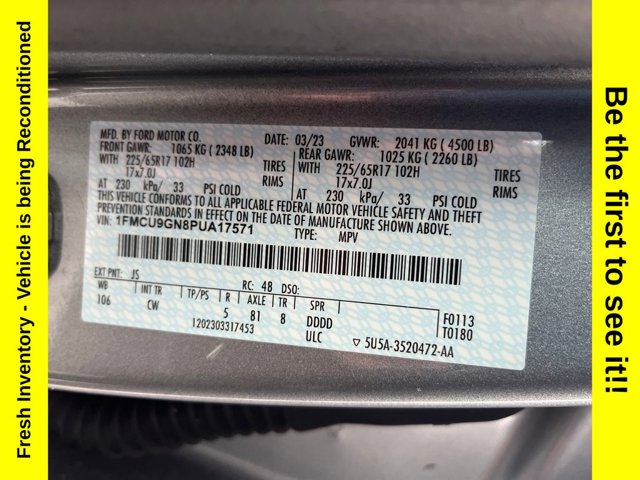 Fresh Inventory - Vehicle is being Reconditioned
MFD. BY FORD MOTOR CO. DATE: 03/23 GVWR: 2041 KG ( 4500 LB)
FRONT GAWR: 1065 KG ( 2348 LB) REAR GAWR: 1025 KG ( 2260 LB)
WITH 225/65R17 102H TIRES WITH 225/65R17 102H TIRES
17x7.0J RIMS 17x7.0J RIMS
AT 230 kPa/ 33 PSI COLD AT 230 kPa/ 33 PSI COLD
THIS VEHICLE CONFORMS TO ALL APPLICABLE FEDERAL MOTOR VEHICLE SAFETY AND THEFT
PREVENTION STANDARDS IN EFFECT ON THE DATE OF MANUFACTURE SHOWN ABOVE.
VIN: 1FMCU9GN8PUA17571
TYPE: MPV
EXT PNT: JS RC: 48 DSO:
WB INT TR TP/PS R AXLE TR SPR
106 CW 5 81 8 DDDD F0113
1202303317453 ULC T0180
▽ 5U5A-3520472-AA
Be the first to see it!!